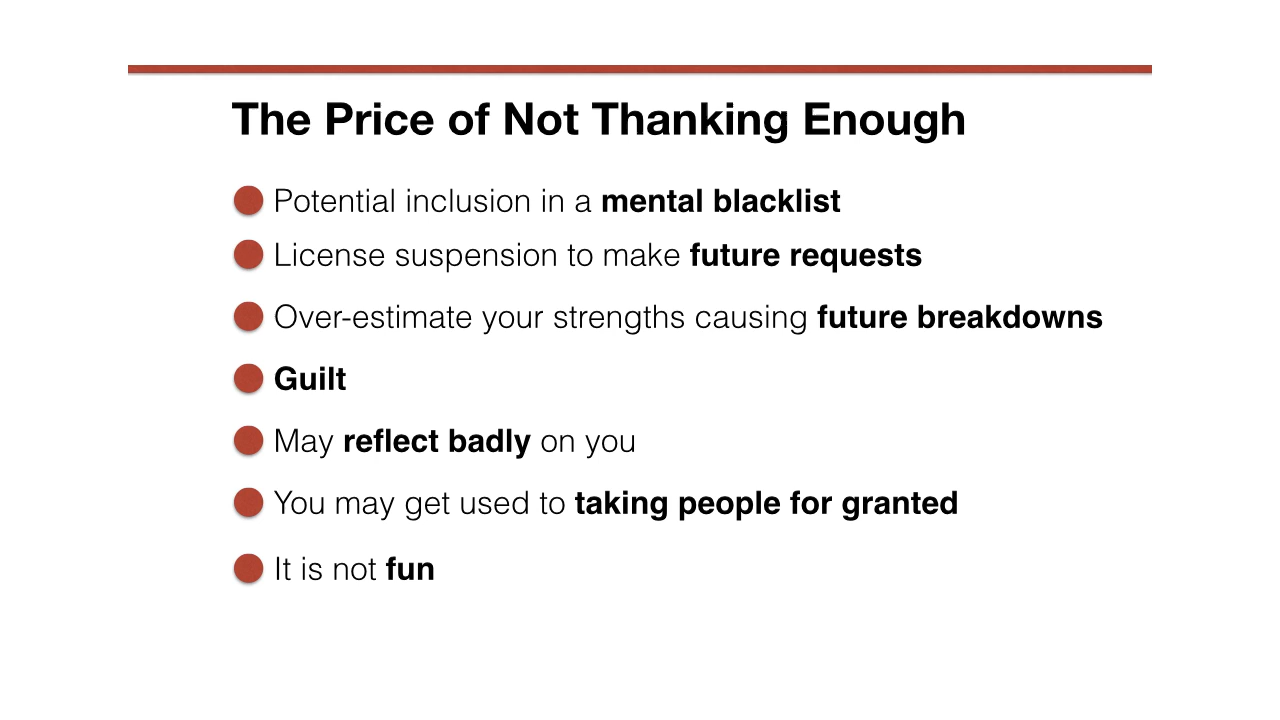 The Price of Not Thanking Enough
Potential inclusion in a mental blacklist
License suspension to make future requests
Over-estimate your strengths causing future breakdowns
Guilt
May reflect badly on you
You may get used to taking people for granted
It is not fun